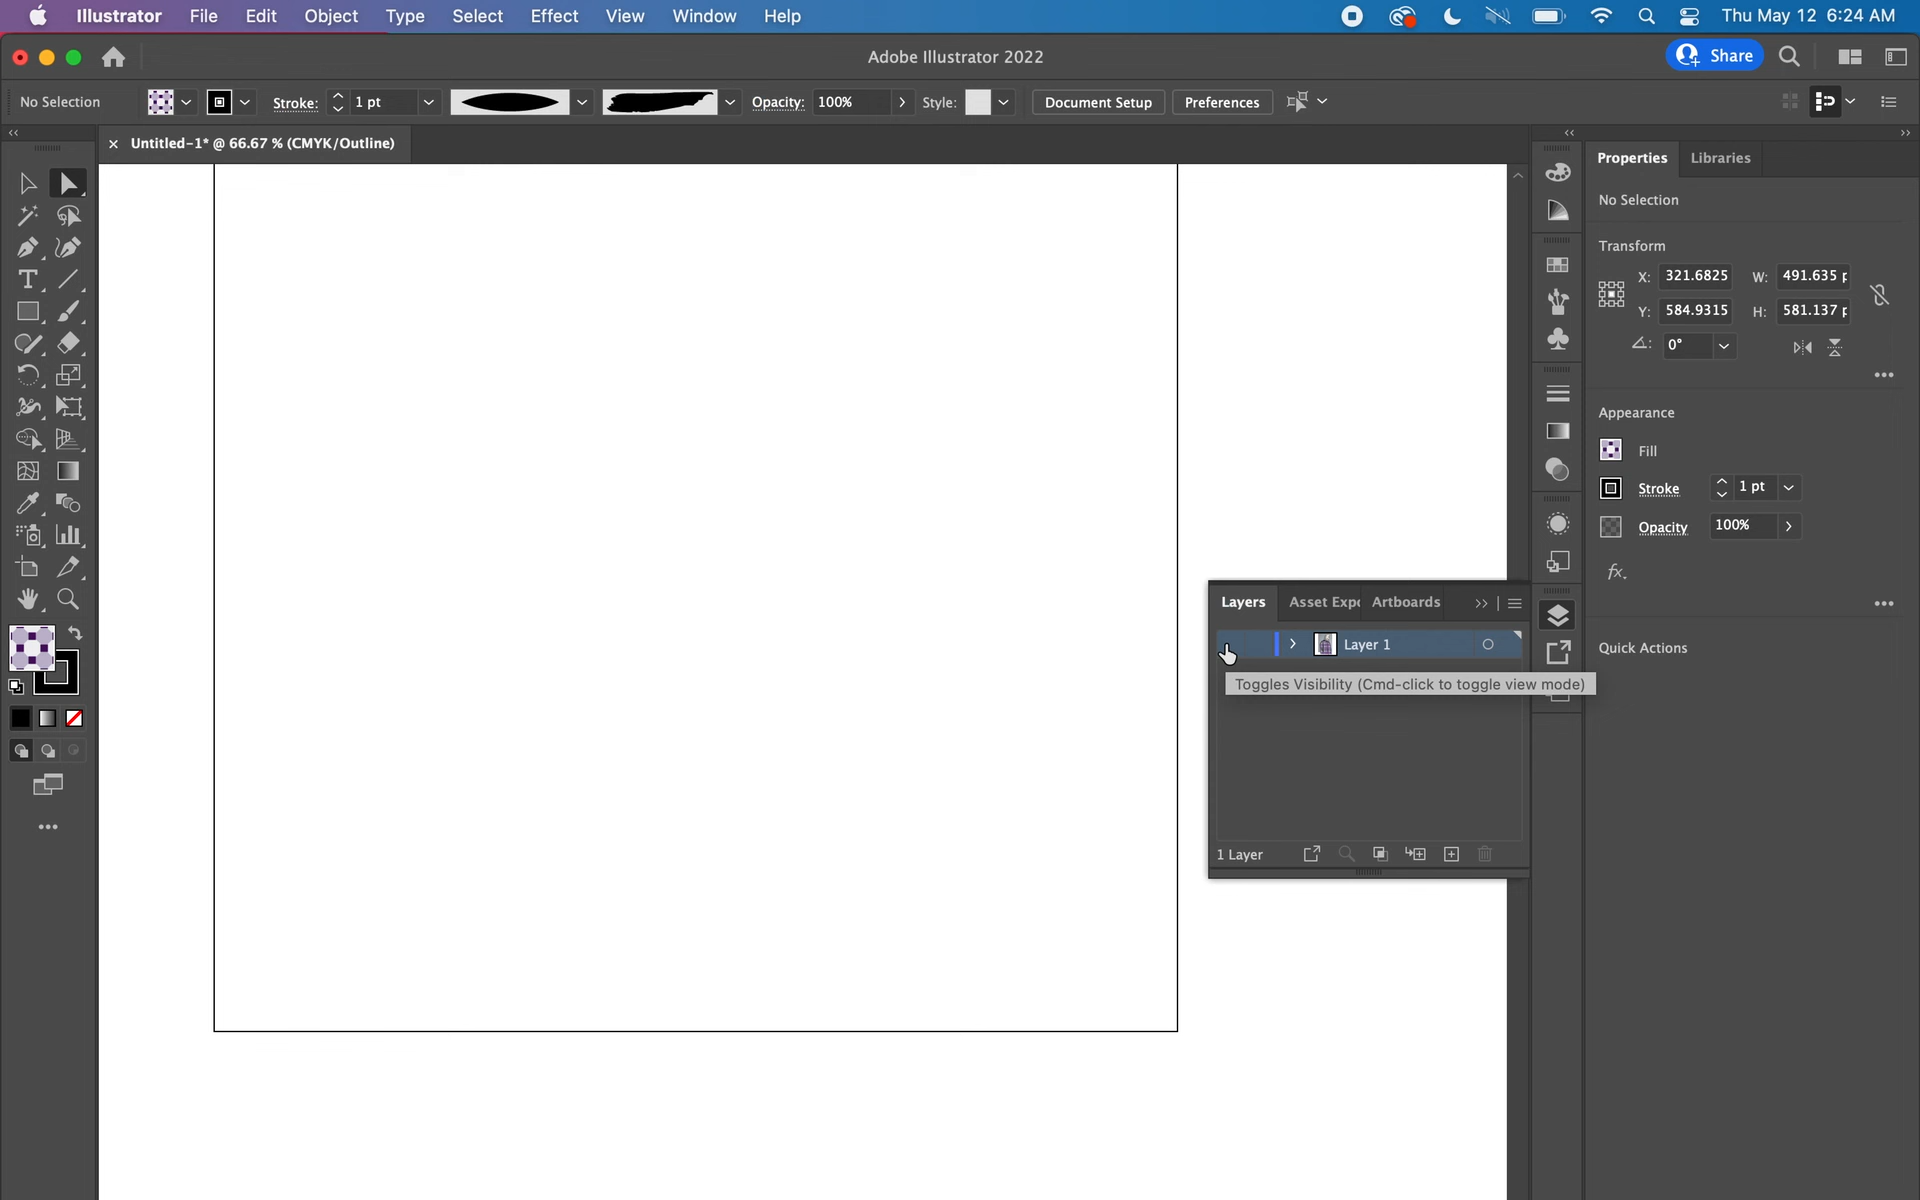 Illustrator File Edit Object Type Select Effect View Window Help Thu May 12 6:24 AM
Adobe Illustrator 2022 Share
No Selection Stroke: 1 pt Opacity: 100% Style: Document Setup Preferences
× Untitled-1* @ 66.67 % (CMYK/Outline)
Properties Libraries
No Selection
Transform
X: 321.6825 W: 491.635 p
Y: 584.9315 H: 581.137 p
0°
Appearance
Fill
Stroke 1 pt
Opacity 100%
fx
Quick Actions
Layers Asset Expo Artboards
Layer 1
Toggles Visibility (Cmd-click to toggle view mode)
1 Layer